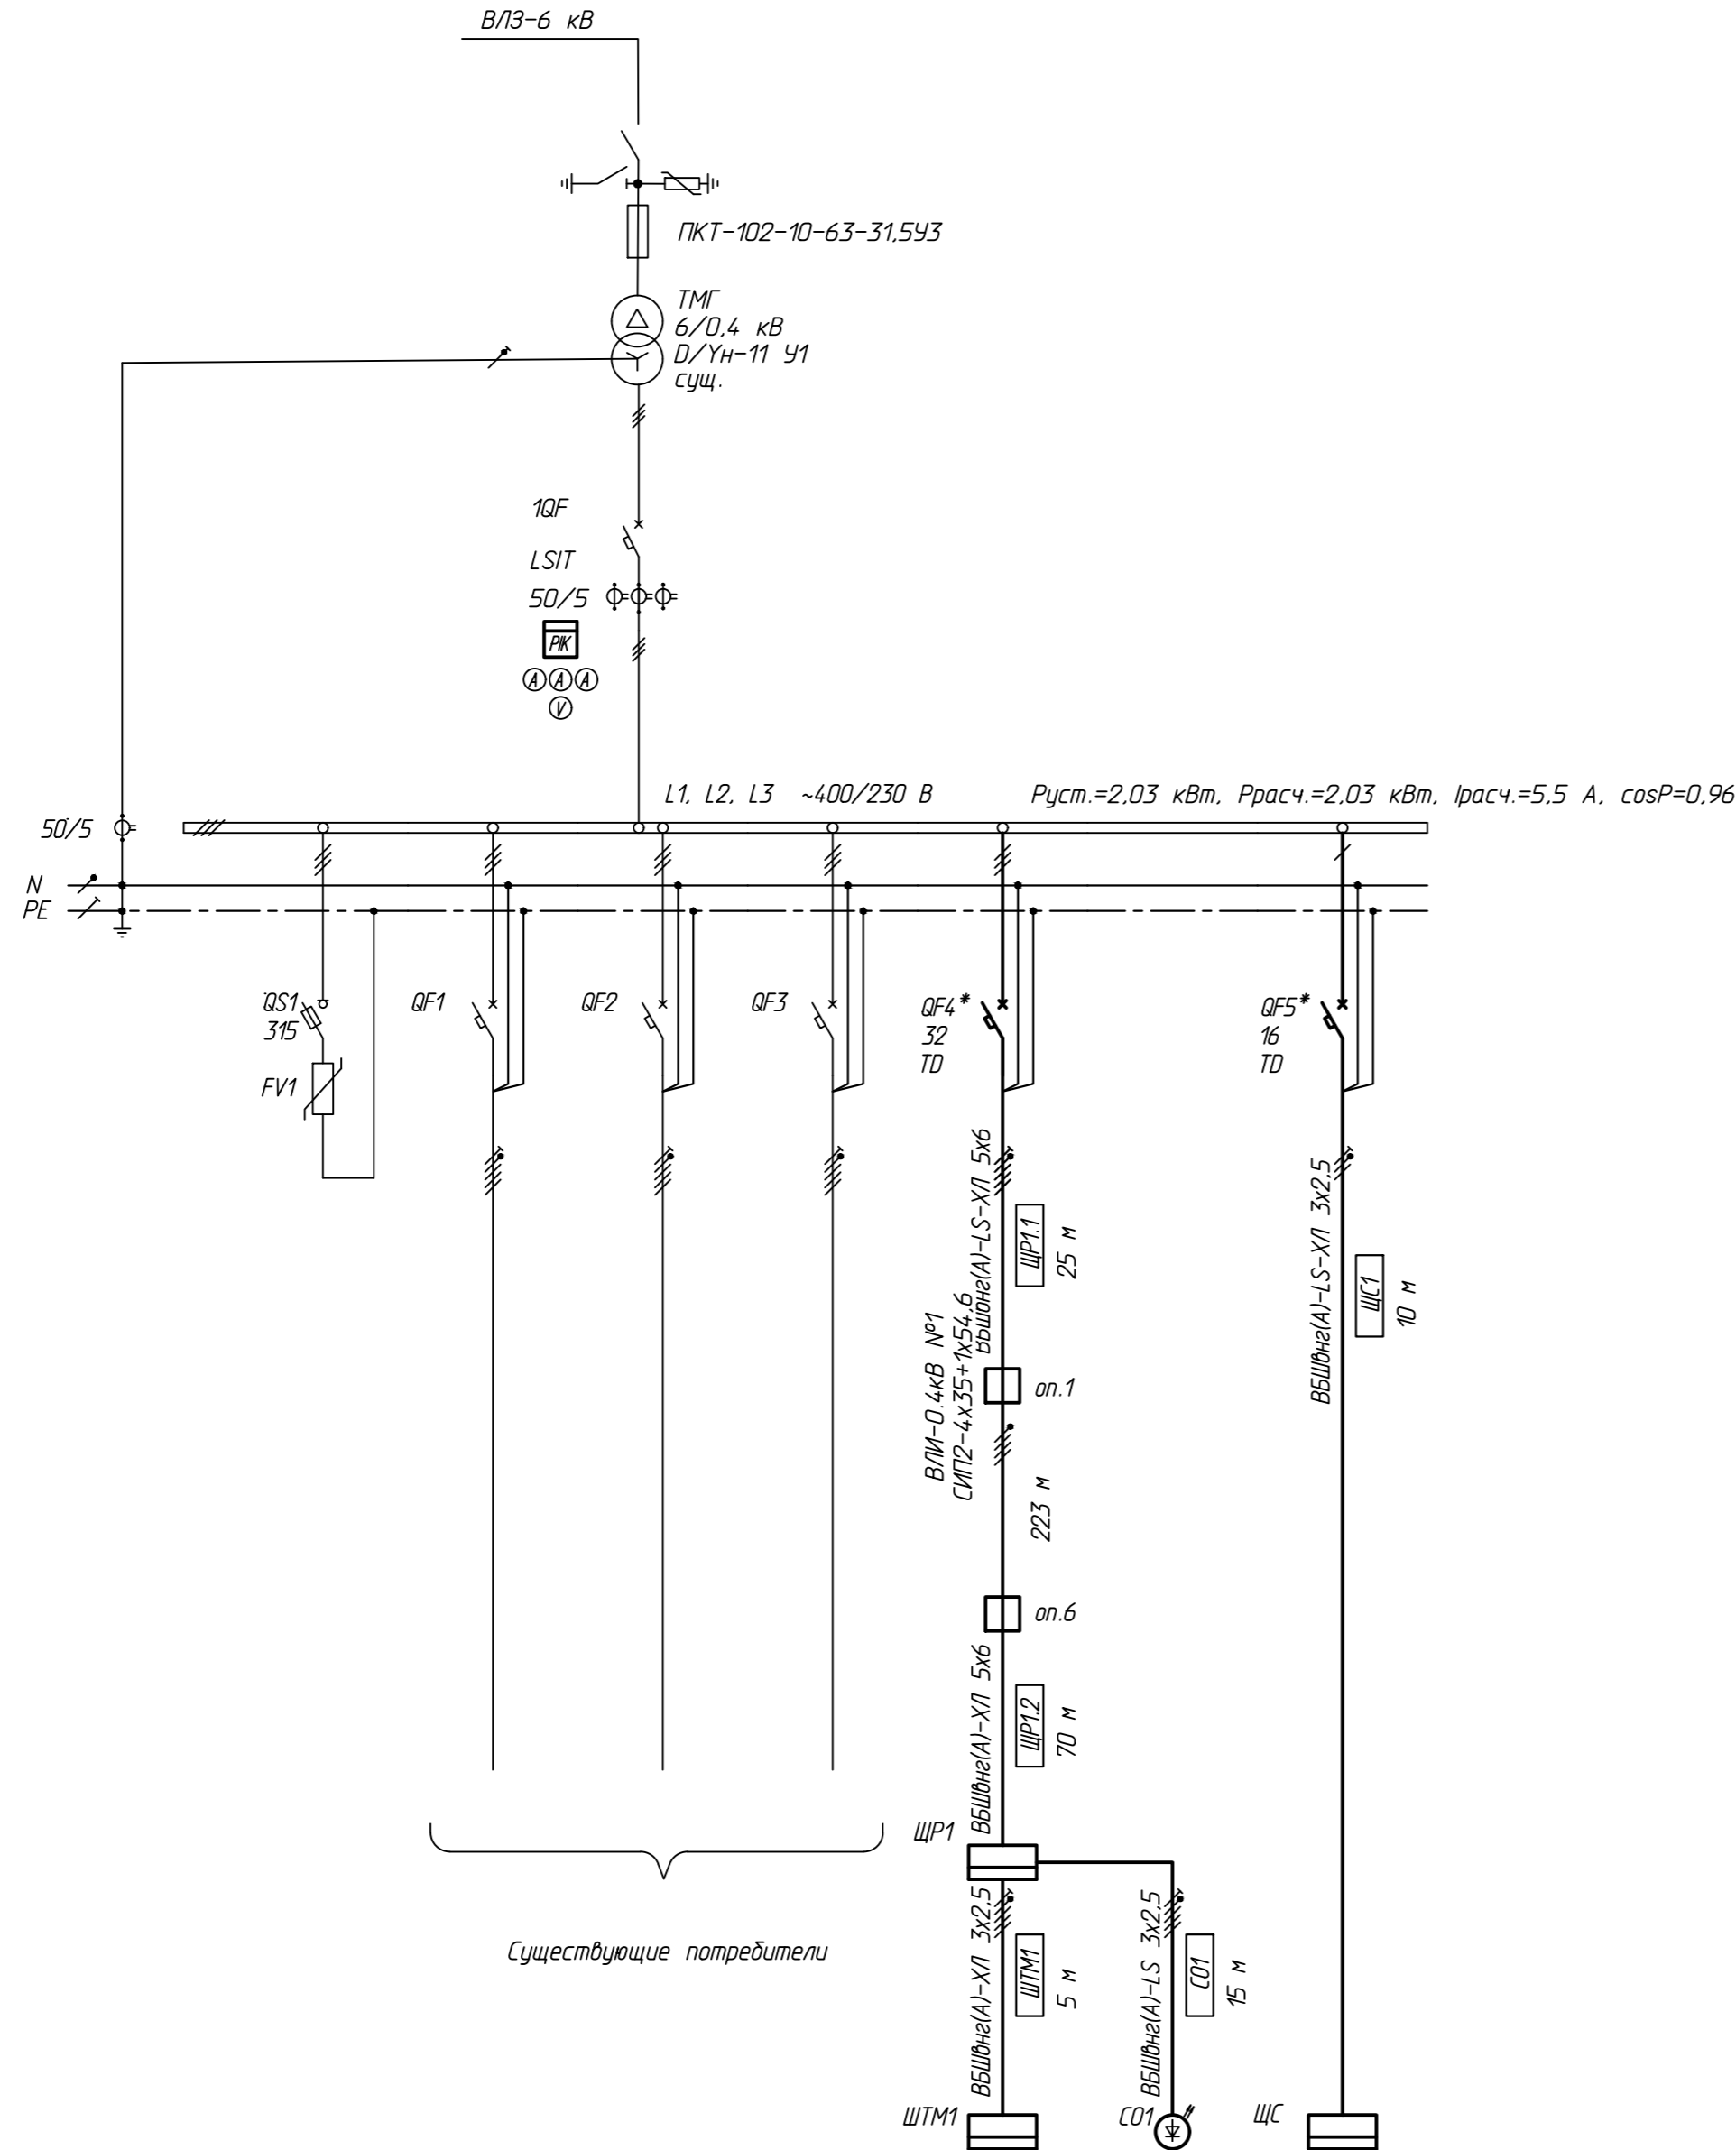 ВЛЗ-6 кВ
ПКТ-102-10-63-31,5У3
ТМГ
6/0,4 кВ
D/Yн-11 У1
сущ.
1QF
LSIT
50/5
PIK
A A A
V
L1, L2, L3 ~400/230 В
Руст.=2,03 кВт, Ррасч.=2,03 кВт, Iрасч.=5,5 А, cosP=0,96
50/5
N
PE
QS1
315
FV1
QF1
QF2
QF3
QF4*
32
TD
QF5*
16
TD
ВБШвнг(А)-LS-ХЛ 5х6
ЩР1.1
25 м
ВЛИ-0.4кВ №1
СИП2-4х35+1х54,6
оп.1
223 м
оп.6
ВБШвнг(А)-ХЛ 5х6
ЩР1.2
70 м
ВБШвнг(А)-LS-ХЛ 3х2,5
ЩС1
10 м
ЩР1
Существующие потребители
ВБШвнг(А)-ХЛ 3х2,5
ШТМ1
5 м
ВБШвнг(А)-LS 3х2,5
СО1
15 м
ШТМ1
СО1
ЩС